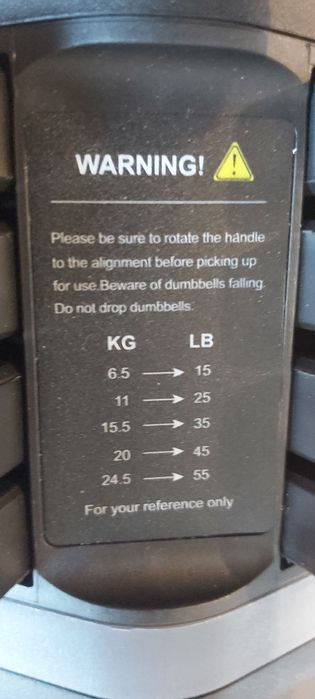 WARNING!
Please be sure to rotate the handle
to the alignment before picking up
for use.Beware of dumbbells falling.
Do not drop dumbbells.
KG LB
6.5 → 15
11 → 25
15.5 → 35
20 → 45
24.5 → 55
For your reference only